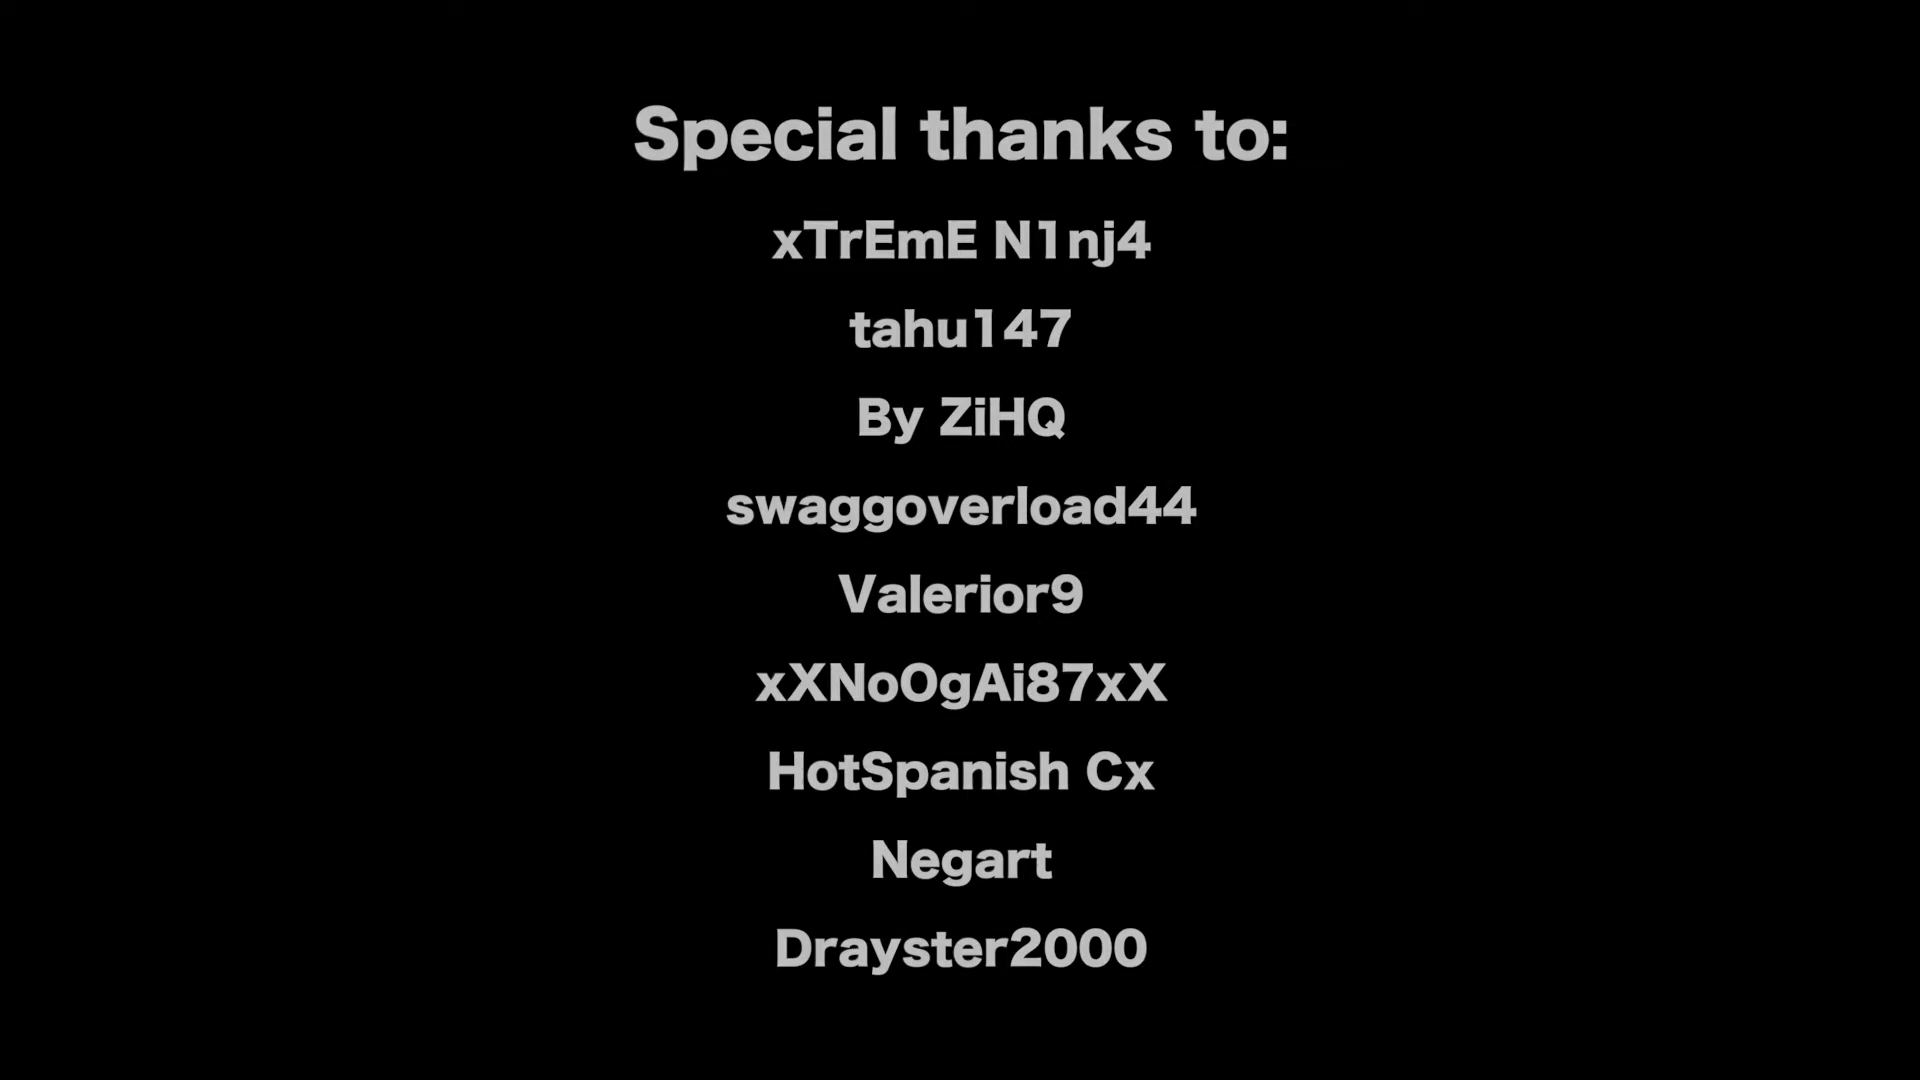 Special thanks to:
xTrEmE N1nj4
tahu147
By ZiHQ
swaggoverload44
Valerior9
xXNoOgAi87xX
HotSpanish Cx
Negart
Drayster2000